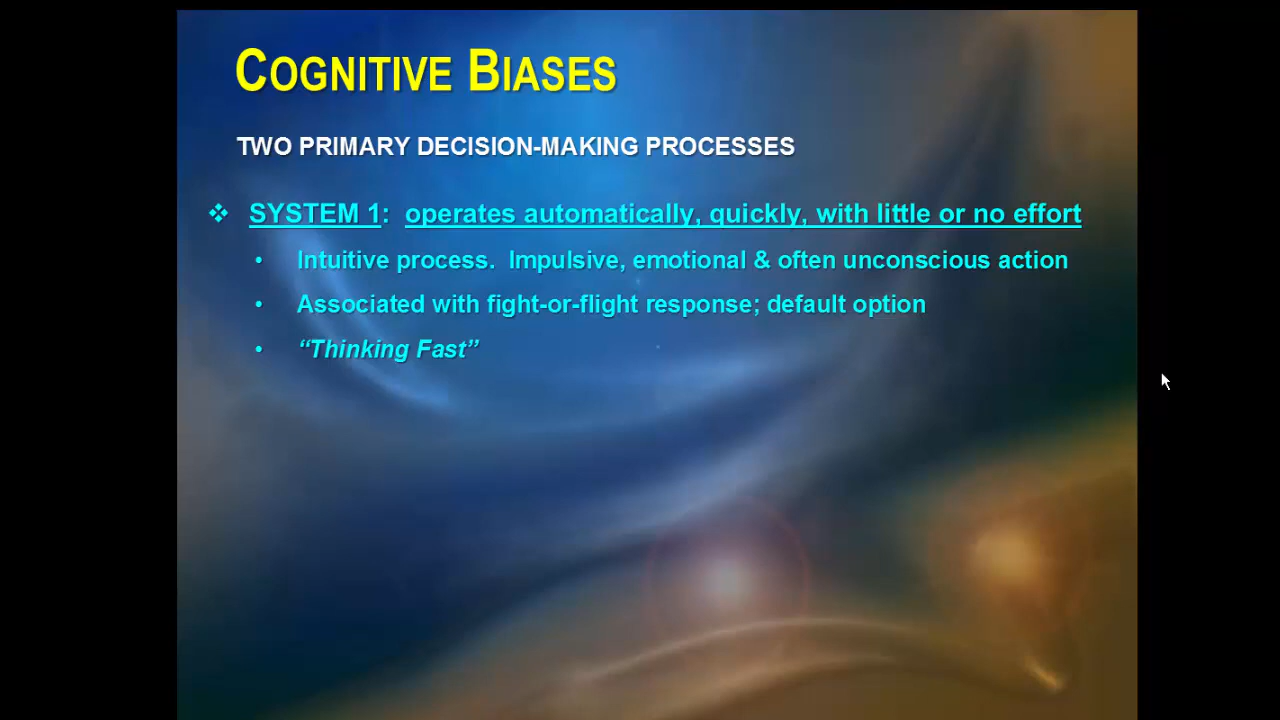 COGNITIVE BIASES
TWO PRIMARY DECISION-MAKING PROCESSES
❖ SYSTEM 1: operates automatically, quickly, with little or no effort
• Intuitive process. Impulsive, emotional & often unconscious action
• Associated with fight-or-flight response; default option
• “Thinking Fast”